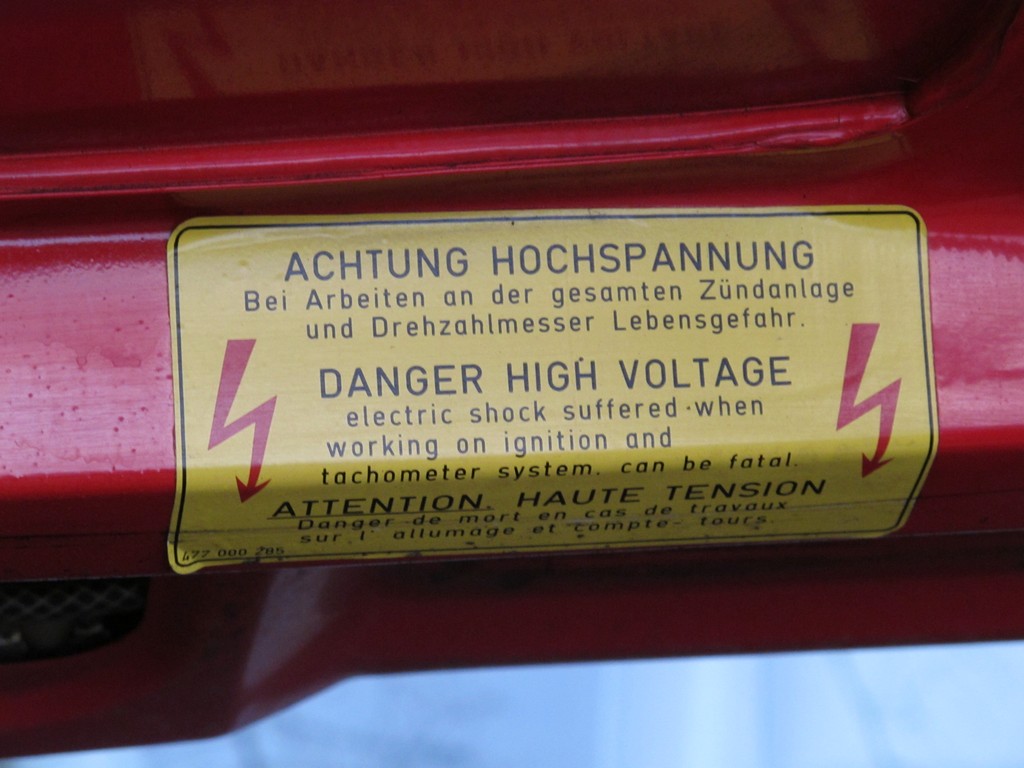 ACHTUNG HOCHSPANNUNG
Bei Arbeiten an der gesamten Zündanlage
und Drehzahlmesser Lebensgefahr.
DANGER HIGH VOLTAGE
electric shock suffered when
working on ignition and
tachometer system. can be fatal.
ATTENTION. HAUTE TENSION
Danger de mort en cas de travaux
sur l' allumage et compte- tours.
477 000 285